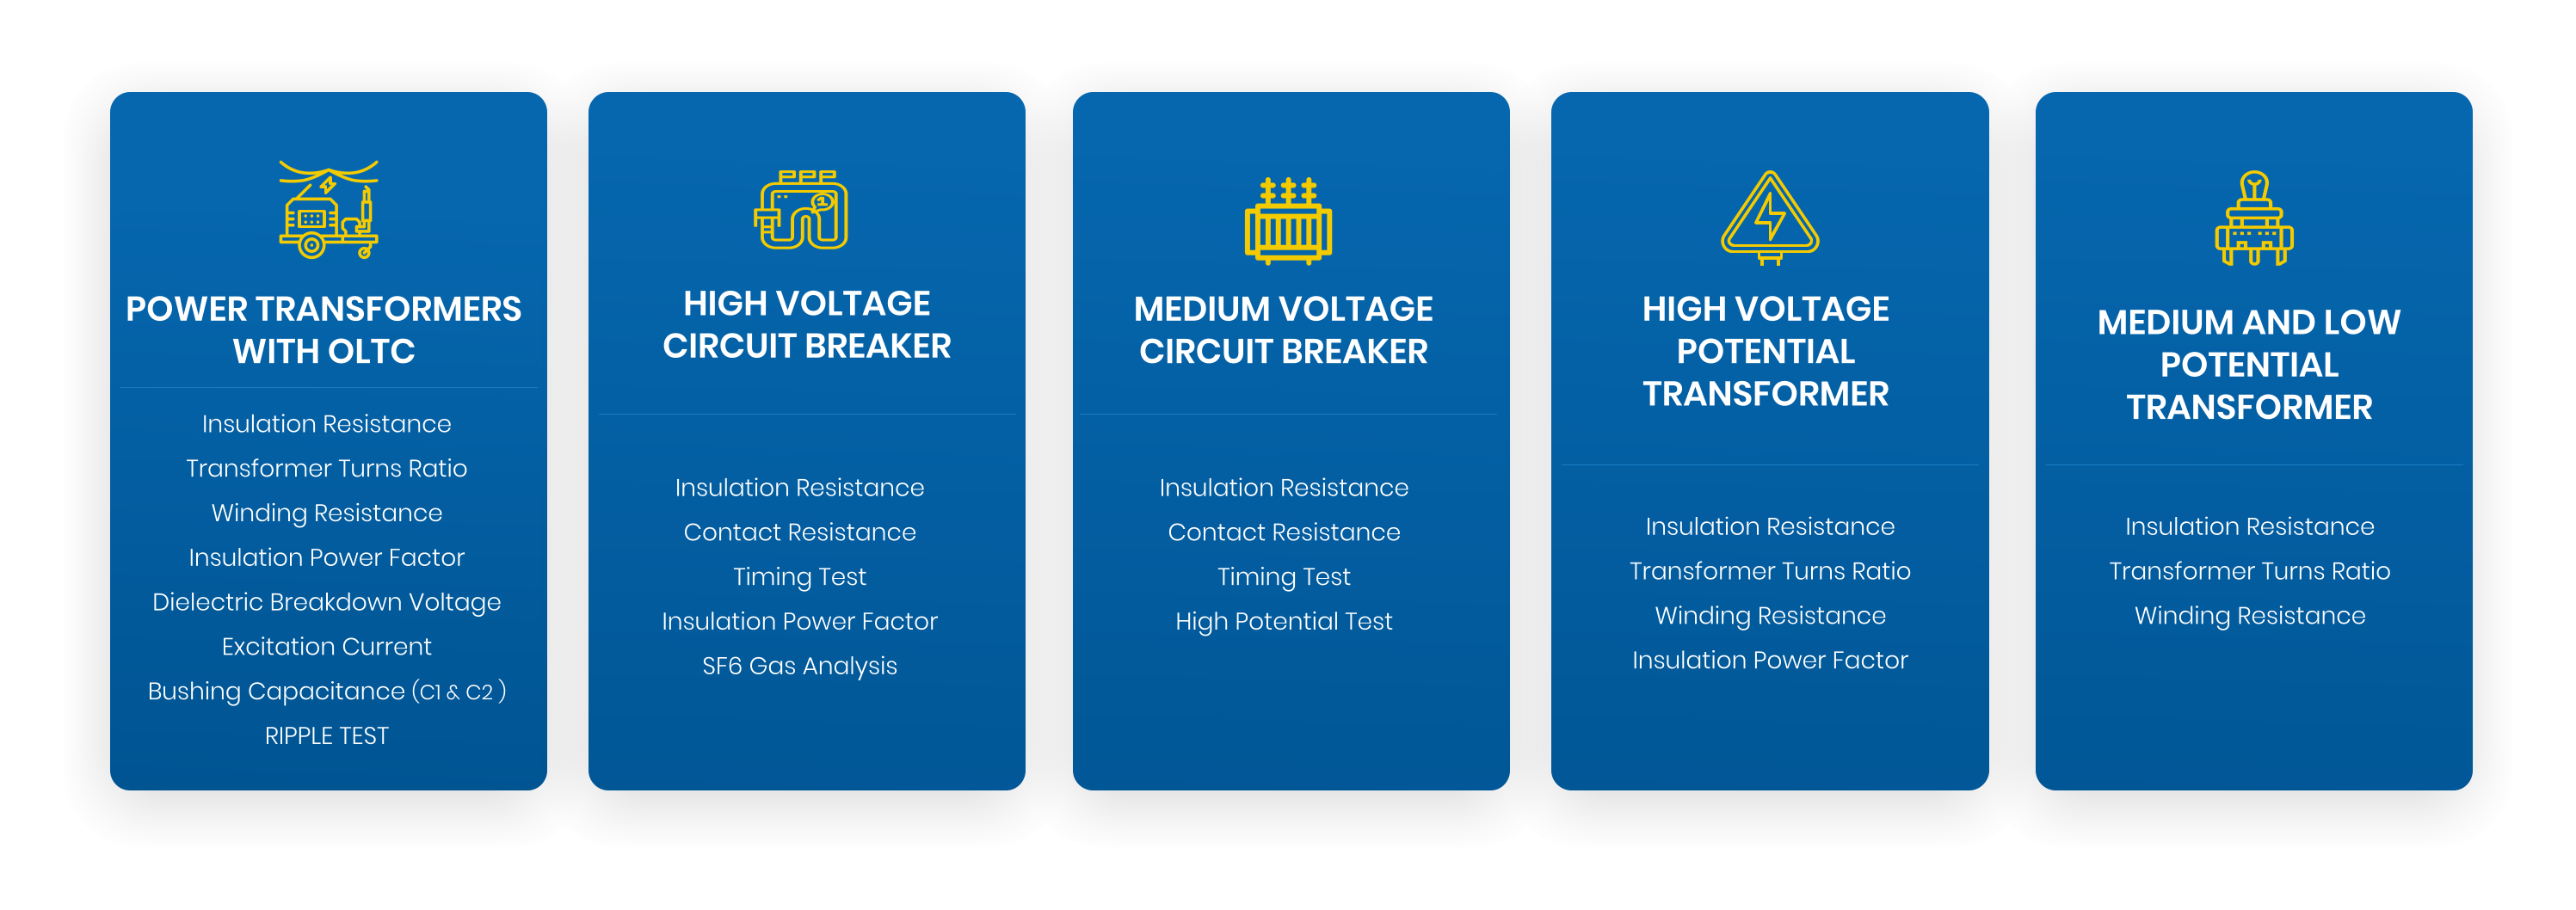 POWER TRANSFORMERS
WITH OLTC
Insulation Resistance
Transformer Turns Ratio
Winding Resistance
Insulation Power Factor
Dielectric Breakdown Voltage
Excitation Current
Bushing Capacitance (C1 & C2 )
RIPPLE TEST
1
HIGH VOLTAGE
CIRCUIT BREAKER
Insulation Resistance
Contact Resistance
Timing Test
Insulation Power Factor
SF6 Gas Analysis
MEDIUM VOLTAGE
CIRCUIT BREAKER
Insulation Resistance
Contact Resistance
Timing Test
High Potential Test
HIGH VOLTAGE
POTENTIAL
TRANSFORMER
Insulation Resistance
Transformer Turns Ratio
Winding Resistance
Insulation Power Factor
MEDIUM AND LOW
POTENTIAL
TRANSFORMER
Insulation Resistance
Transformer Turns Ratio
Winding Resistance